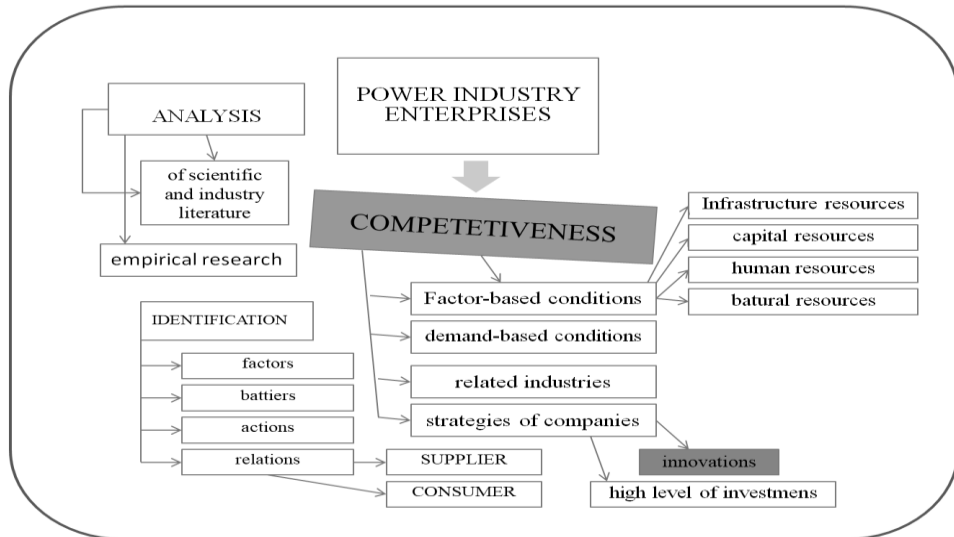 POWER INDUSTRY
ENTERPRISES
ANALYSIS
of scientific
and industry
literature
empirical research
COMPETETIVENESS
Infrastructure resources
capital resources
human resources
batural resources
Factor-based conditions
demand-based conditions
related industries
strategies of companies
innovations
high level of investmens
IDENTIFICATION
factors
battiers
actions
relations
SUPPLIER
CONSUMER